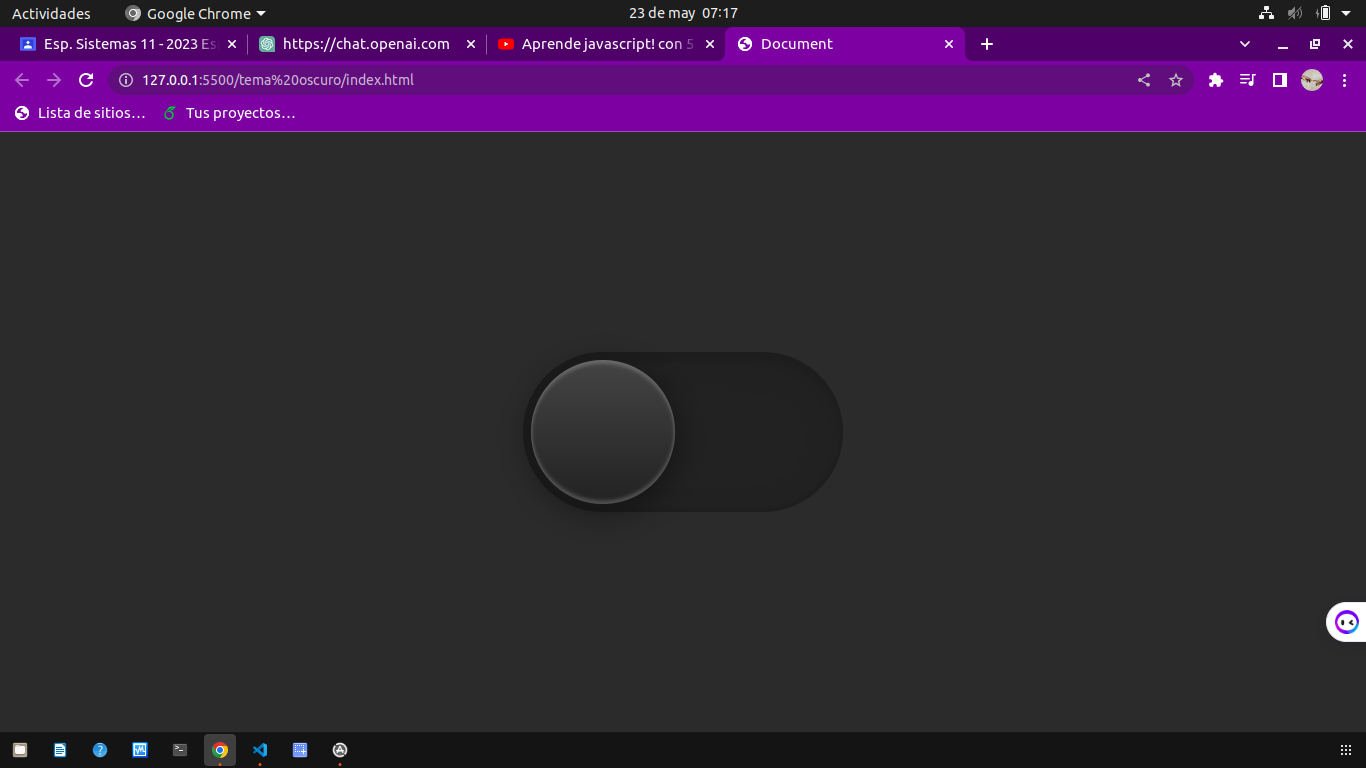 Actividades Google Chrome 23 de may 07:17
Esp. Sistemas 11 - 2023 Es https://chat.openai.com Aprende javascript! con 5 Document
127.0.0.1:5500/tema%20oscuro/index.html
Lista de sitios… Tus proyectos…